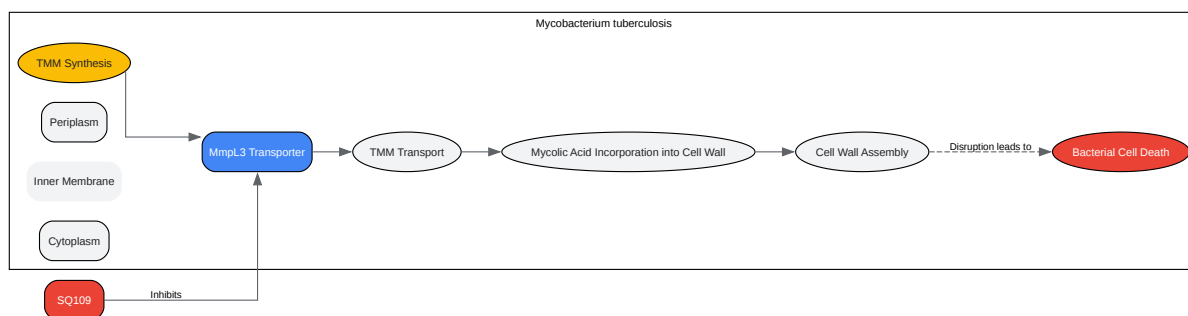 Mycobacterium tuberculosis
TMM Synthesis
Periplasm
MmpL3 Transporter
TMM Transport
Mycolic Acid Incorporation into Cell Wall
Cell Wall Assembly
Disruption leads to
Bacterial Cell Death
Inner Membrane
Cytoplasm
SQ109
Inhibits